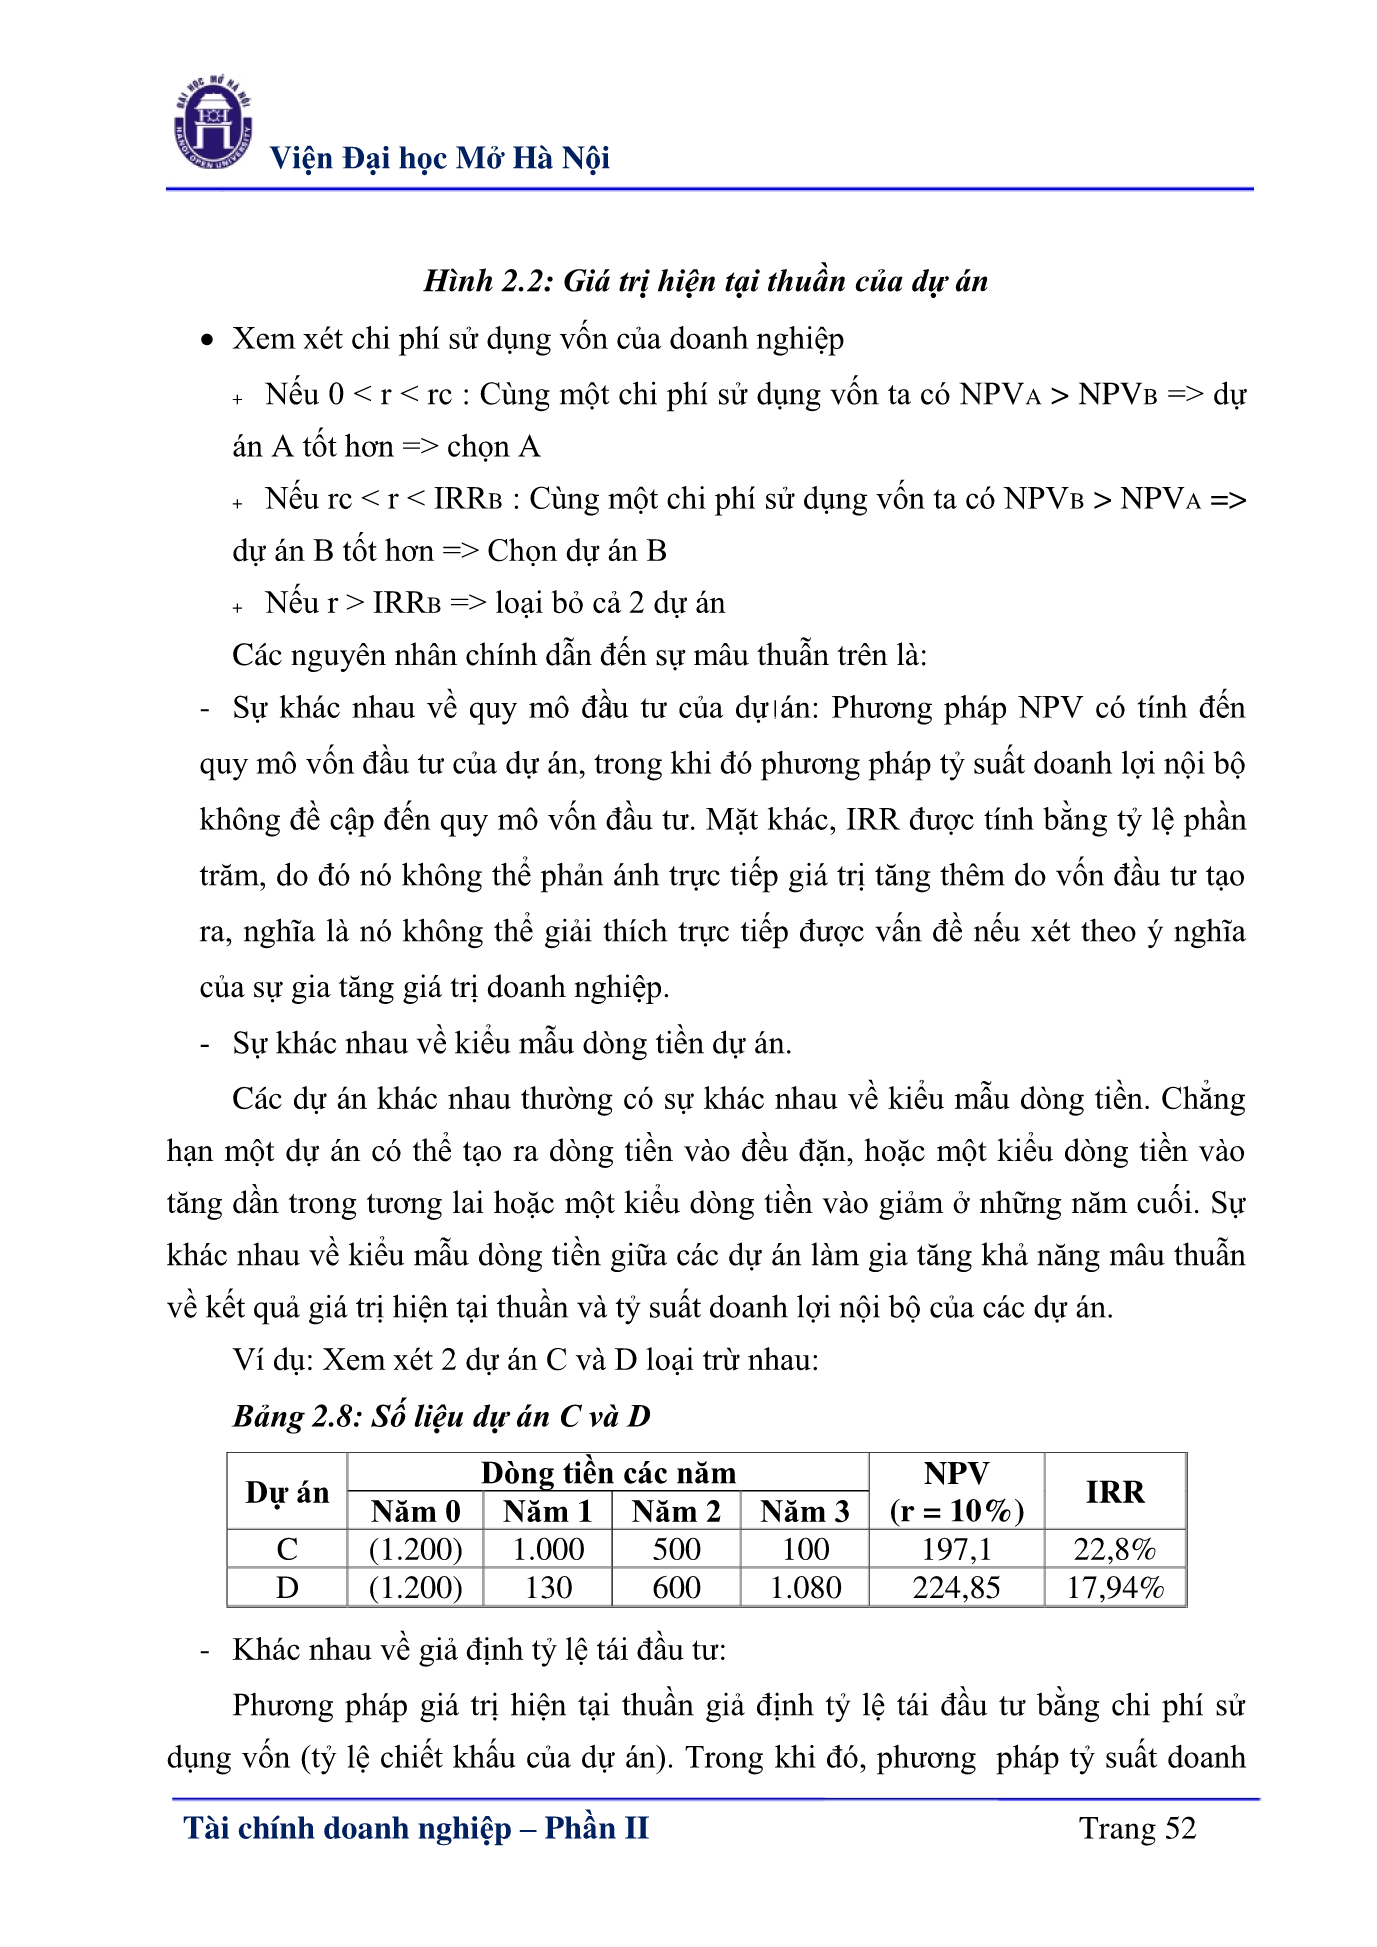 ĐẠI HỌC MỞ HÀ NỘI
HANOI OPEN UNIVERSITY
Viện Đại học Mở Hà Nội
Hình 2.2: Giá trị hiện tại thuần của dự án
• Xem xét chi phí sử dụng vốn của doanh nghiệp
+ Nếu 0 < r < rc : Cùng một chi phí sử dụng vốn ta có NPVA > NPVB => dự
án A tốt hơn => chọn A
+ Nếu rc < r < IRRB : Cùng một chi phí sử dụng vốn ta có NPVB > NPVA =>
dự án B tốt hơn => Chọn dự án B
+ Nếu r > IRRB => loại bỏ cả 2 dự án
Các nguyên nhân chính dẫn đến sự mâu thuẫn trên là:
- Sự khác nhau về quy mô đầu tư của dự án: Phương pháp NPV có tính đến
quy mô vốn đầu tư của dự án, trong khi đó phương pháp tỷ suất doanh lợi nội bộ
không đề cập đến quy mô vốn đầu tư. Mặt khác, IRR được tính bằng tỷ lệ phần
trăm, do đó nó không thể phản ánh trực tiếp giá trị tăng thêm do vốn đầu tư tạo
ra, nghĩa là nó không thể giải thích trực tiếp được vấn đề nếu xét theo ý nghĩa
của sự gia tăng giá trị doanh nghiệp.
- Sự khác nhau về kiểu mẫu dòng tiền dự án.
Các dự án khác nhau thường có sự khác nhau về kiểu mẫu dòng tiền. Chẳng
hạn một dự án có thể tạo ra dòng tiền vào đều đặn, hoặc một kiểu dòng tiền vào
tăng dần trong tương lai hoặc một kiểu dòng tiền vào giảm ở những năm cuối. Sự
khác nhau về kiểu mẫu dòng tiền giữa các dự án làm gia tăng khả năng mâu thuẫn
về kết quả giá trị hiện tại thuần và tỷ suất doanh lợi nội bộ của các dự án.
Ví dụ: Xem xét 2 dự án C và D loại trừ nhau:
Bảng 2.8: Số liệu dự án C và D
Dự án Dòng tiền các năm NPV (r = 10%) IRR
Năm 0 Năm 1 Năm 2 Năm 3
C (1.200) 1.000 500 100 197,1 22,8%
D (1.200) 130 600 1.080 224,85 17,94%
- Khác nhau về giả định tỷ lệ tái đầu tư:
Phương pháp giá trị hiện tại thuần giả định tỷ lệ tái đầu tư bằng chi phí sử
dụng vốn (tỷ lệ chiết khấu của dự án). Trong khi đó, phương pháp tỷ suất doanh
Tài chính doanh nghiệp – Phần II Trang 52